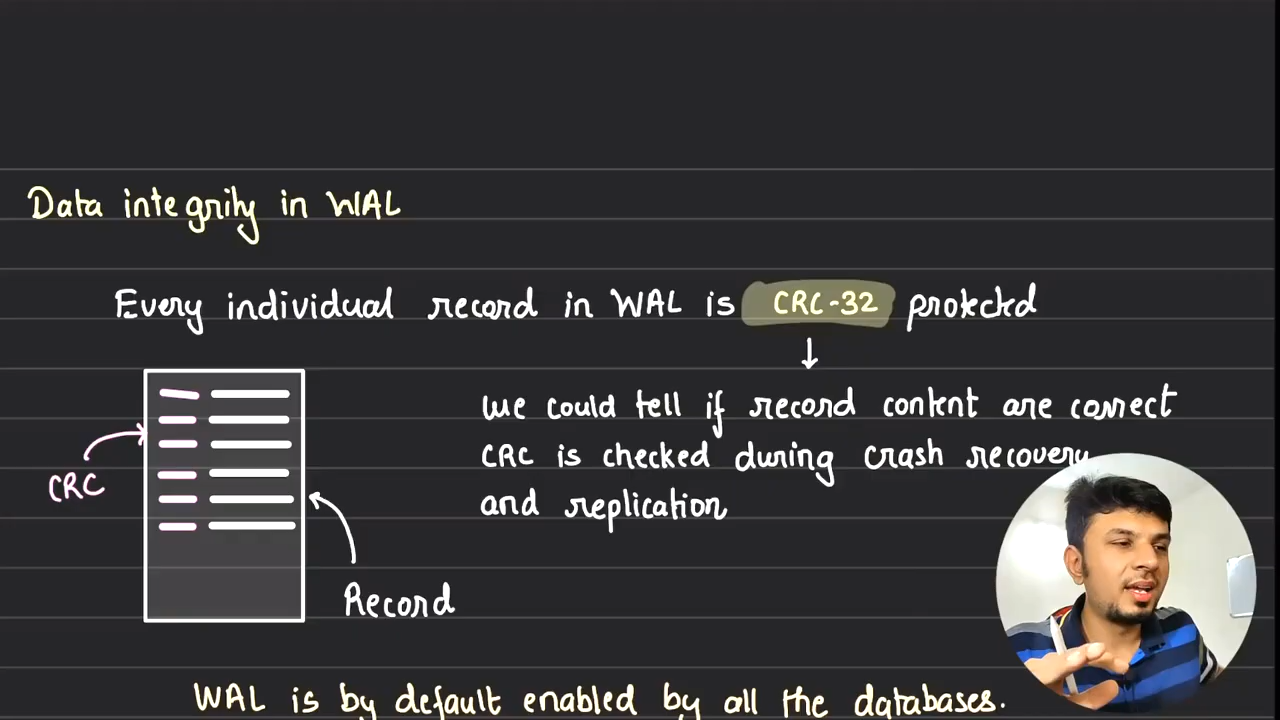 Data integrity in WAL
Every individual record in WAL is CRC-32 protected
We could tell if record content are correct
CRC is checked during crash recovery
and replication
CRC
Record
WAL is by default enabled by all the databases.